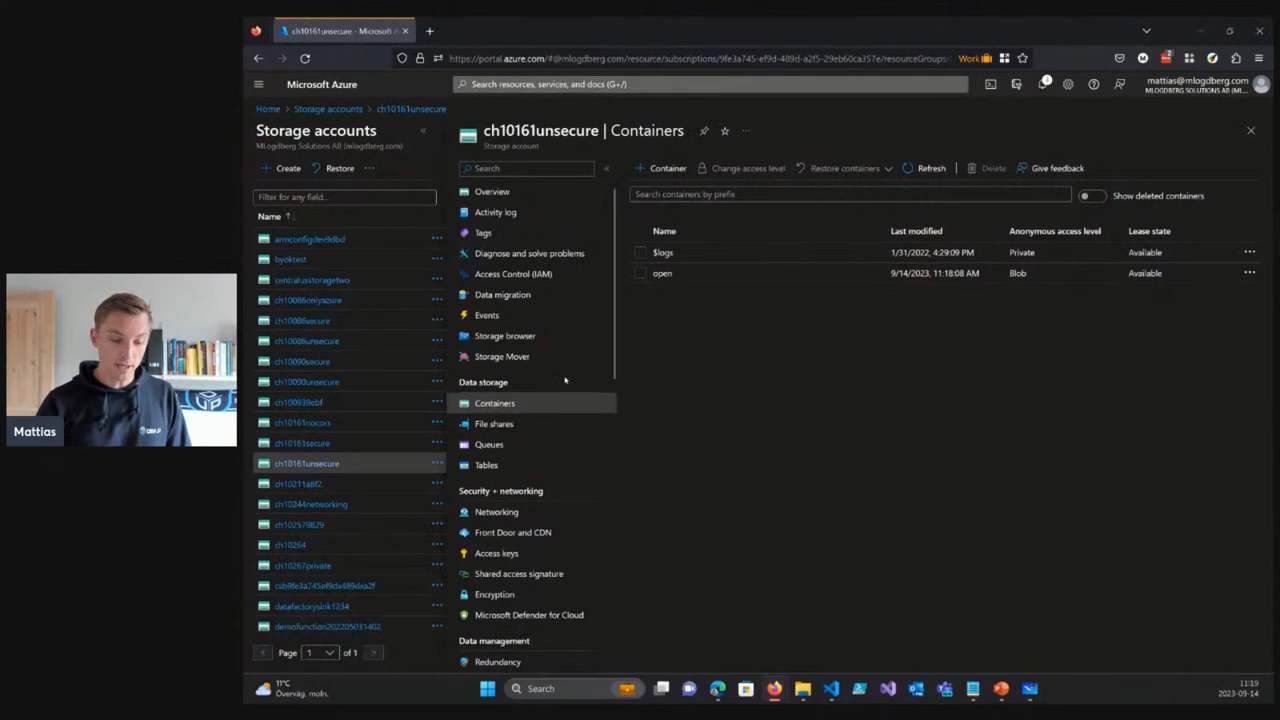 ch10161unsecure - Microsoft A
https://portal.azure.com/#@mlogdberg.com/resource/subscriptions/9fe3a745-ef9d-489d-a2f5-29eb60ca357e/resourceGroups
Work
2
Microsoft Azure
Search resources, services, and docs (G+/)
mattias@mlogdberg.com
MLOGDBERG SOLUTIONS AB (ML...
Home > Storage accounts > ch10161unsecure
Storage accounts
MLogdberg Solutions AB (mlogdberg.com)
Create
Restore
Filter for any field...
Name
armconfigdev9dbd
byoktest
centralusstoragetwo
ch10086onlyazure
ch10086secure
ch10086unsecure
ch10090secure
ch10090unsecure
ch100939ebf
ch10161nocors
ch10161secure
ch10161unsecure
ch10211a8f2
ch10244networking
ch102579829
ch10264
ch10267private
csb9fe3a745ef9dx489dxa2f
datafactorysink1234
demofunction202205031402
Page 1 of 1
ch10161unsecure | Containers
Storage account
Search
Overview
Activity log
Tags
Diagnose and solve problems
Access Control (IAM)
Data migration
Events
Storage browser
Storage Mover
Data storage
Containers
File shares
Queues
Tables
Security + networking
Networking
Front Door and CDN
Access keys
Shared access signature
Encryption
Microsoft Defender for Cloud
Data management
Redundancy
Container
Change access level
Restore containers
Refresh
Delete
Give feedback
Search containers by prefix
Show deleted containers
Name Last modified Anonymous access level Lease state
$logs 1/31/2022, 4:29:09 PM Private Available
open 9/14/2023, 11:18:08 AM Blob Available
Mattias
11°C
Överväg. moln.
Search
11:19
2023-09-14